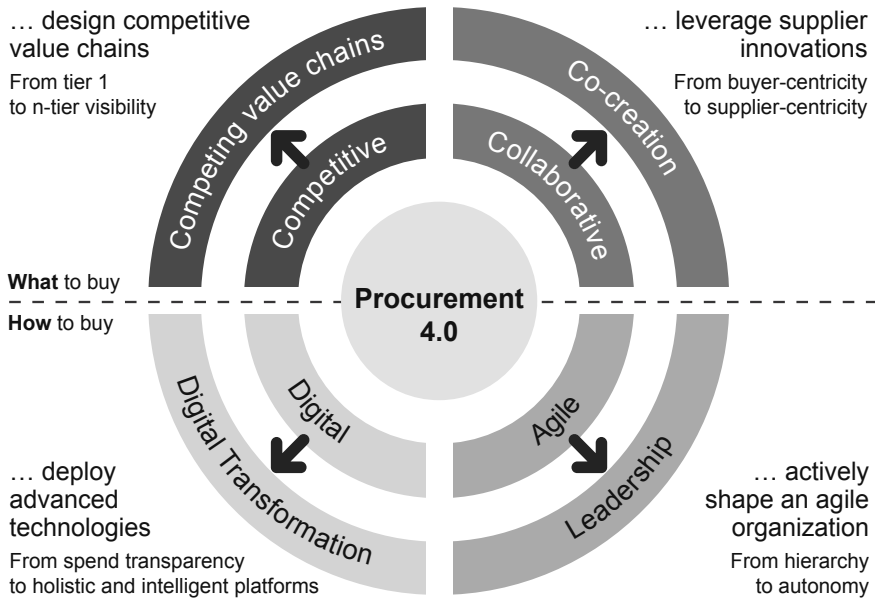 … design competitive
value chains
From tier 1
to n-tier visibility
Competing value chains
Competitive
… leverage supplier
innovations
From buyer-centricity
to supplier-centricity
Co-creation
Collaborative
What to buy
Procurement
4.0
How to buy
Digital
Digital Transformation
… deploy
advanced
technologies
From spend transparency
to holistic and intelligent platforms
Agile
Leadership
… actively
shape an agile
organization
From hierarchy
to autonomy